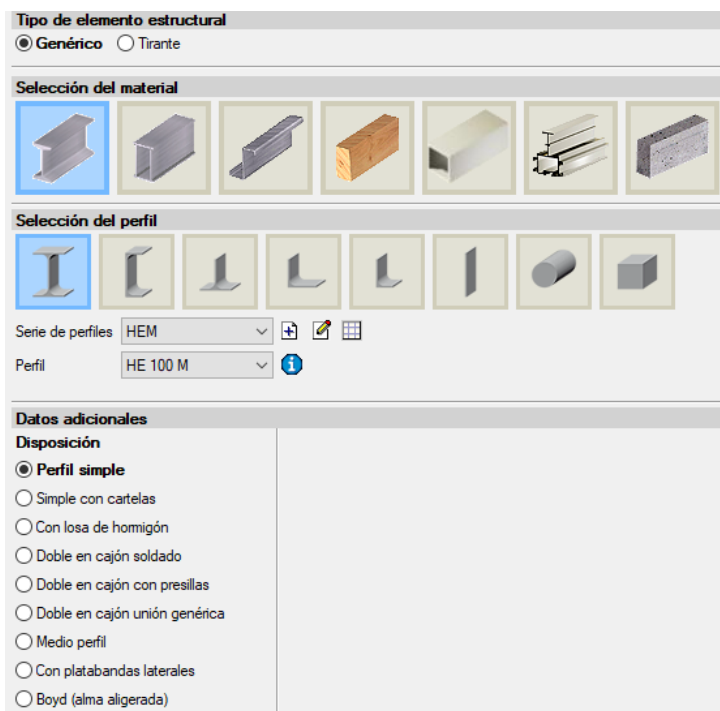 Tipo de elemento estructural
Genérico Tirante
Selección del material
Selección del perfil
Serie de perfiles HEM
Perfil HE 100 M
Datos adicionales
Disposición
Perfil simple
Simple con cartelas
Con losa de hormigón
Doble en cajón soldado
Doble en cajón con presillas
Doble en cajón unión genérica
Medio perfil
Con platabandas laterales
Boyd (alma aligerada)